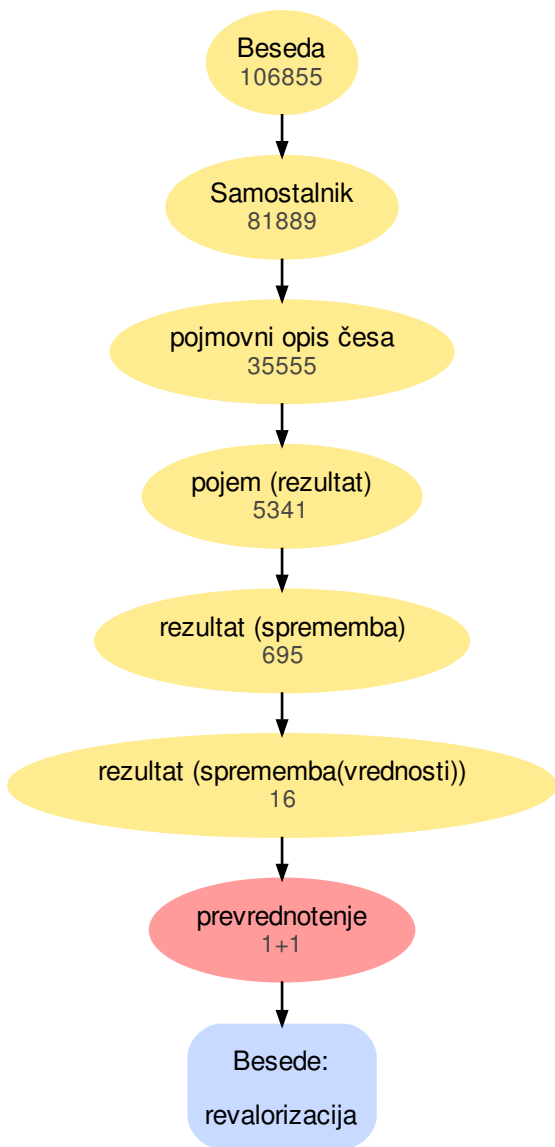 Beseda
106855
Samostalnik
81889
pojmovni opis česa
35555
pojem (rezultat)
5341
rezultat (sprememba)
695
rezultat (sprememba(vrednosti))
16
prevrednotenje
1+1
Besede:
revalorizacija